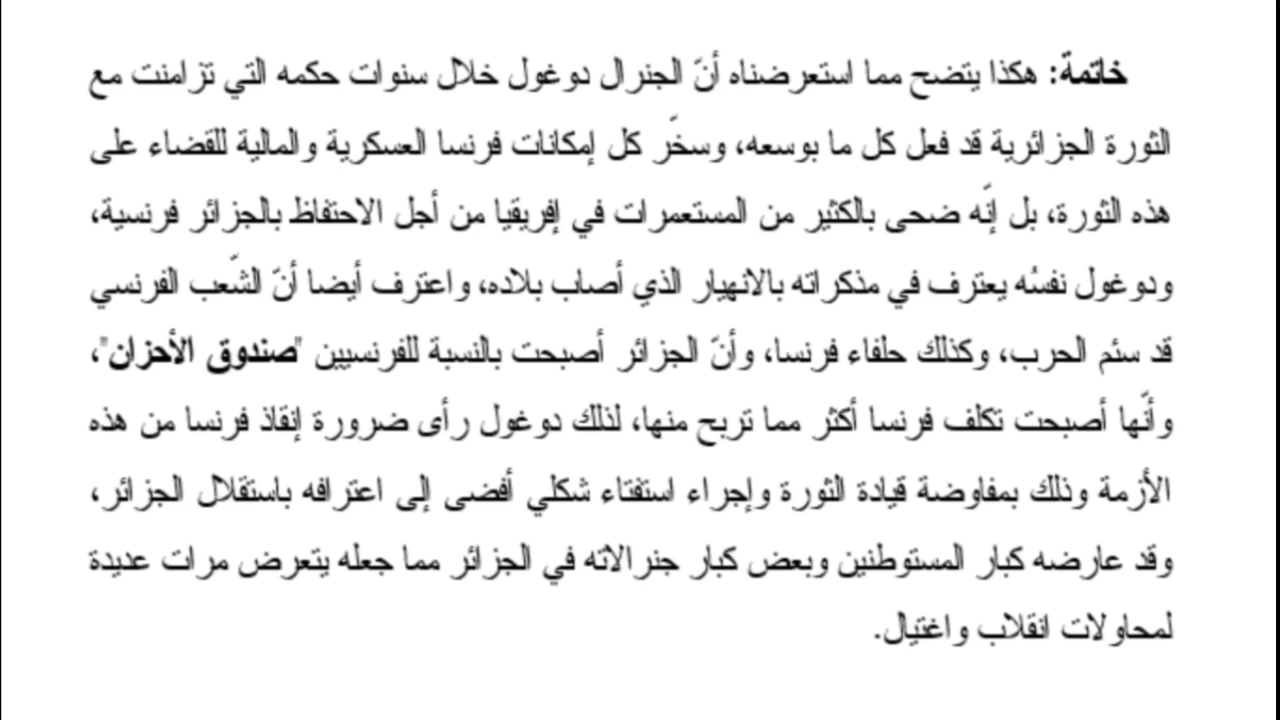 خاتمة: هكذا يتضح مما استعرضناه أنّ الجنرال دوغول خلال سنوات حكمه التي تزامنت مع
الثورة الجزائرية قد فعل كل ما بوسعه، وسخّر كل إمكانات فرنسا العسكرية والمالية للقضاء على
هذه الثورة، بل إنّه ضحى بالكثير من المستعمرات في إفريقيا من أجل الاحتفاظ بالجزائر فرنسية،
ودوغول نفسُه يعترف في مذكراته بالانهيار الذي أصاب بلاده، واعترف أيضا أنّ الشّعب الفرنسي
قد سئم الحرب، وكذلك حلفاء فرنسا، وأنّ الجزائر أصبحت بالنسبة للفرنسيين "صندوق الأحزان"،
وأنّها أصبحت تكلف فرنسا أكثر مما تربح منها، لذلك دوغول رأى ضرورة إنقاذ فرنسا من هذه
الأزمة وذلك بمفاوضة قيادة الثورة وإجراء استفتاء شكلي أفضى إلى اعترافه باستقلال الجزائر،
وقد عارضه كبار المستوطنين وبعض كبار جنرالاته في الجزائر مما جعله يتعرض مرات عديدة
لمحاولات انقلاب واغتيال.